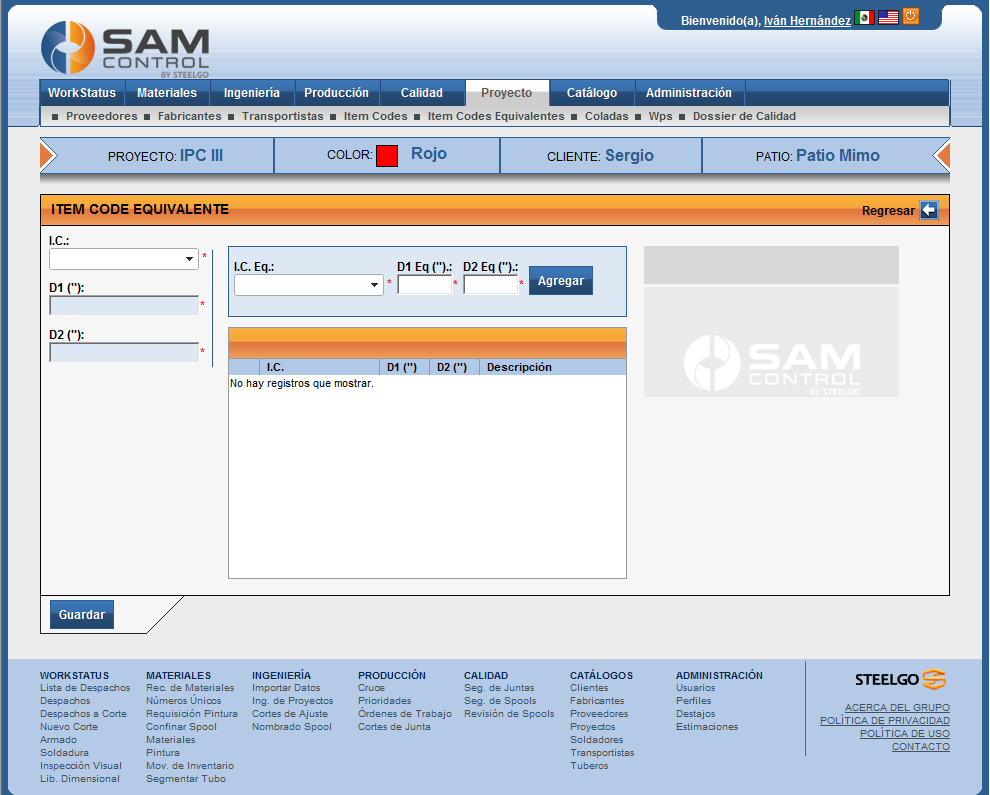 Bienvenido(a), Iván Hernández
SAM
CONTROL
BY STEELGO
WorkStatus Materiales Ingeniería Producción Calidad Proyecto Catálogo Administración
Proveedores Fabricantes Transportistas Item Codes Item Codes Equivalentes Coladas Wps Dossier de Calidad
PROYECTO: IPC III COLOR: Rojo CLIENTE: Sergio PATIO: Patio Mimo
ITEM CODE EQUIVALENTE Regresar
I.C.:
*
D1 ("):
*
D2 ("):
*
I.C. Eq.: D1 Eq (").: D2 Eq (").:
* * * Agregar
I.C. D1 (") D2 (") Descripción
No hay registros que mostrar.
SAM
CONTROL
BY STEELGO
Guardar
WORKSTATUS
Lista de Despachos
Despachos
Despachos a Corte
Nuevo Corte
Armado
Soldadura
Inspección Visual
Lib. Dimensional
MATERIALES
Rec. de Materiales
Números Únicos
Requisición Pintura
Confinar Spool
Materiales
Pintura
Mov. de Inventario
Segmentar Tubo
INGENIERÍA
Importar Datos
Ing. de Proyectos
Cortes de Ajuste
Nombrado Spool
PRODUCCIÓN
Cruce
Prioridades
Órdenes de Trabajo
Cortes de Junta
CALIDAD
Seg. de Juntas
Seg. de Spools
Revisión de Spools
CATÁLOGOS
Clientes
Fabricantes
Proveedores
Proyectos
Soldadores
Transportistas
Tuberos
ADMINISTRACIÓN
Usuarios
Perfiles
Destajos
Estimaciones
STEELGO
ACERCA DEL GRUPO
POLÍTICA DE PRIVACIDAD
POLÍTICA DE USO
CONTACTO